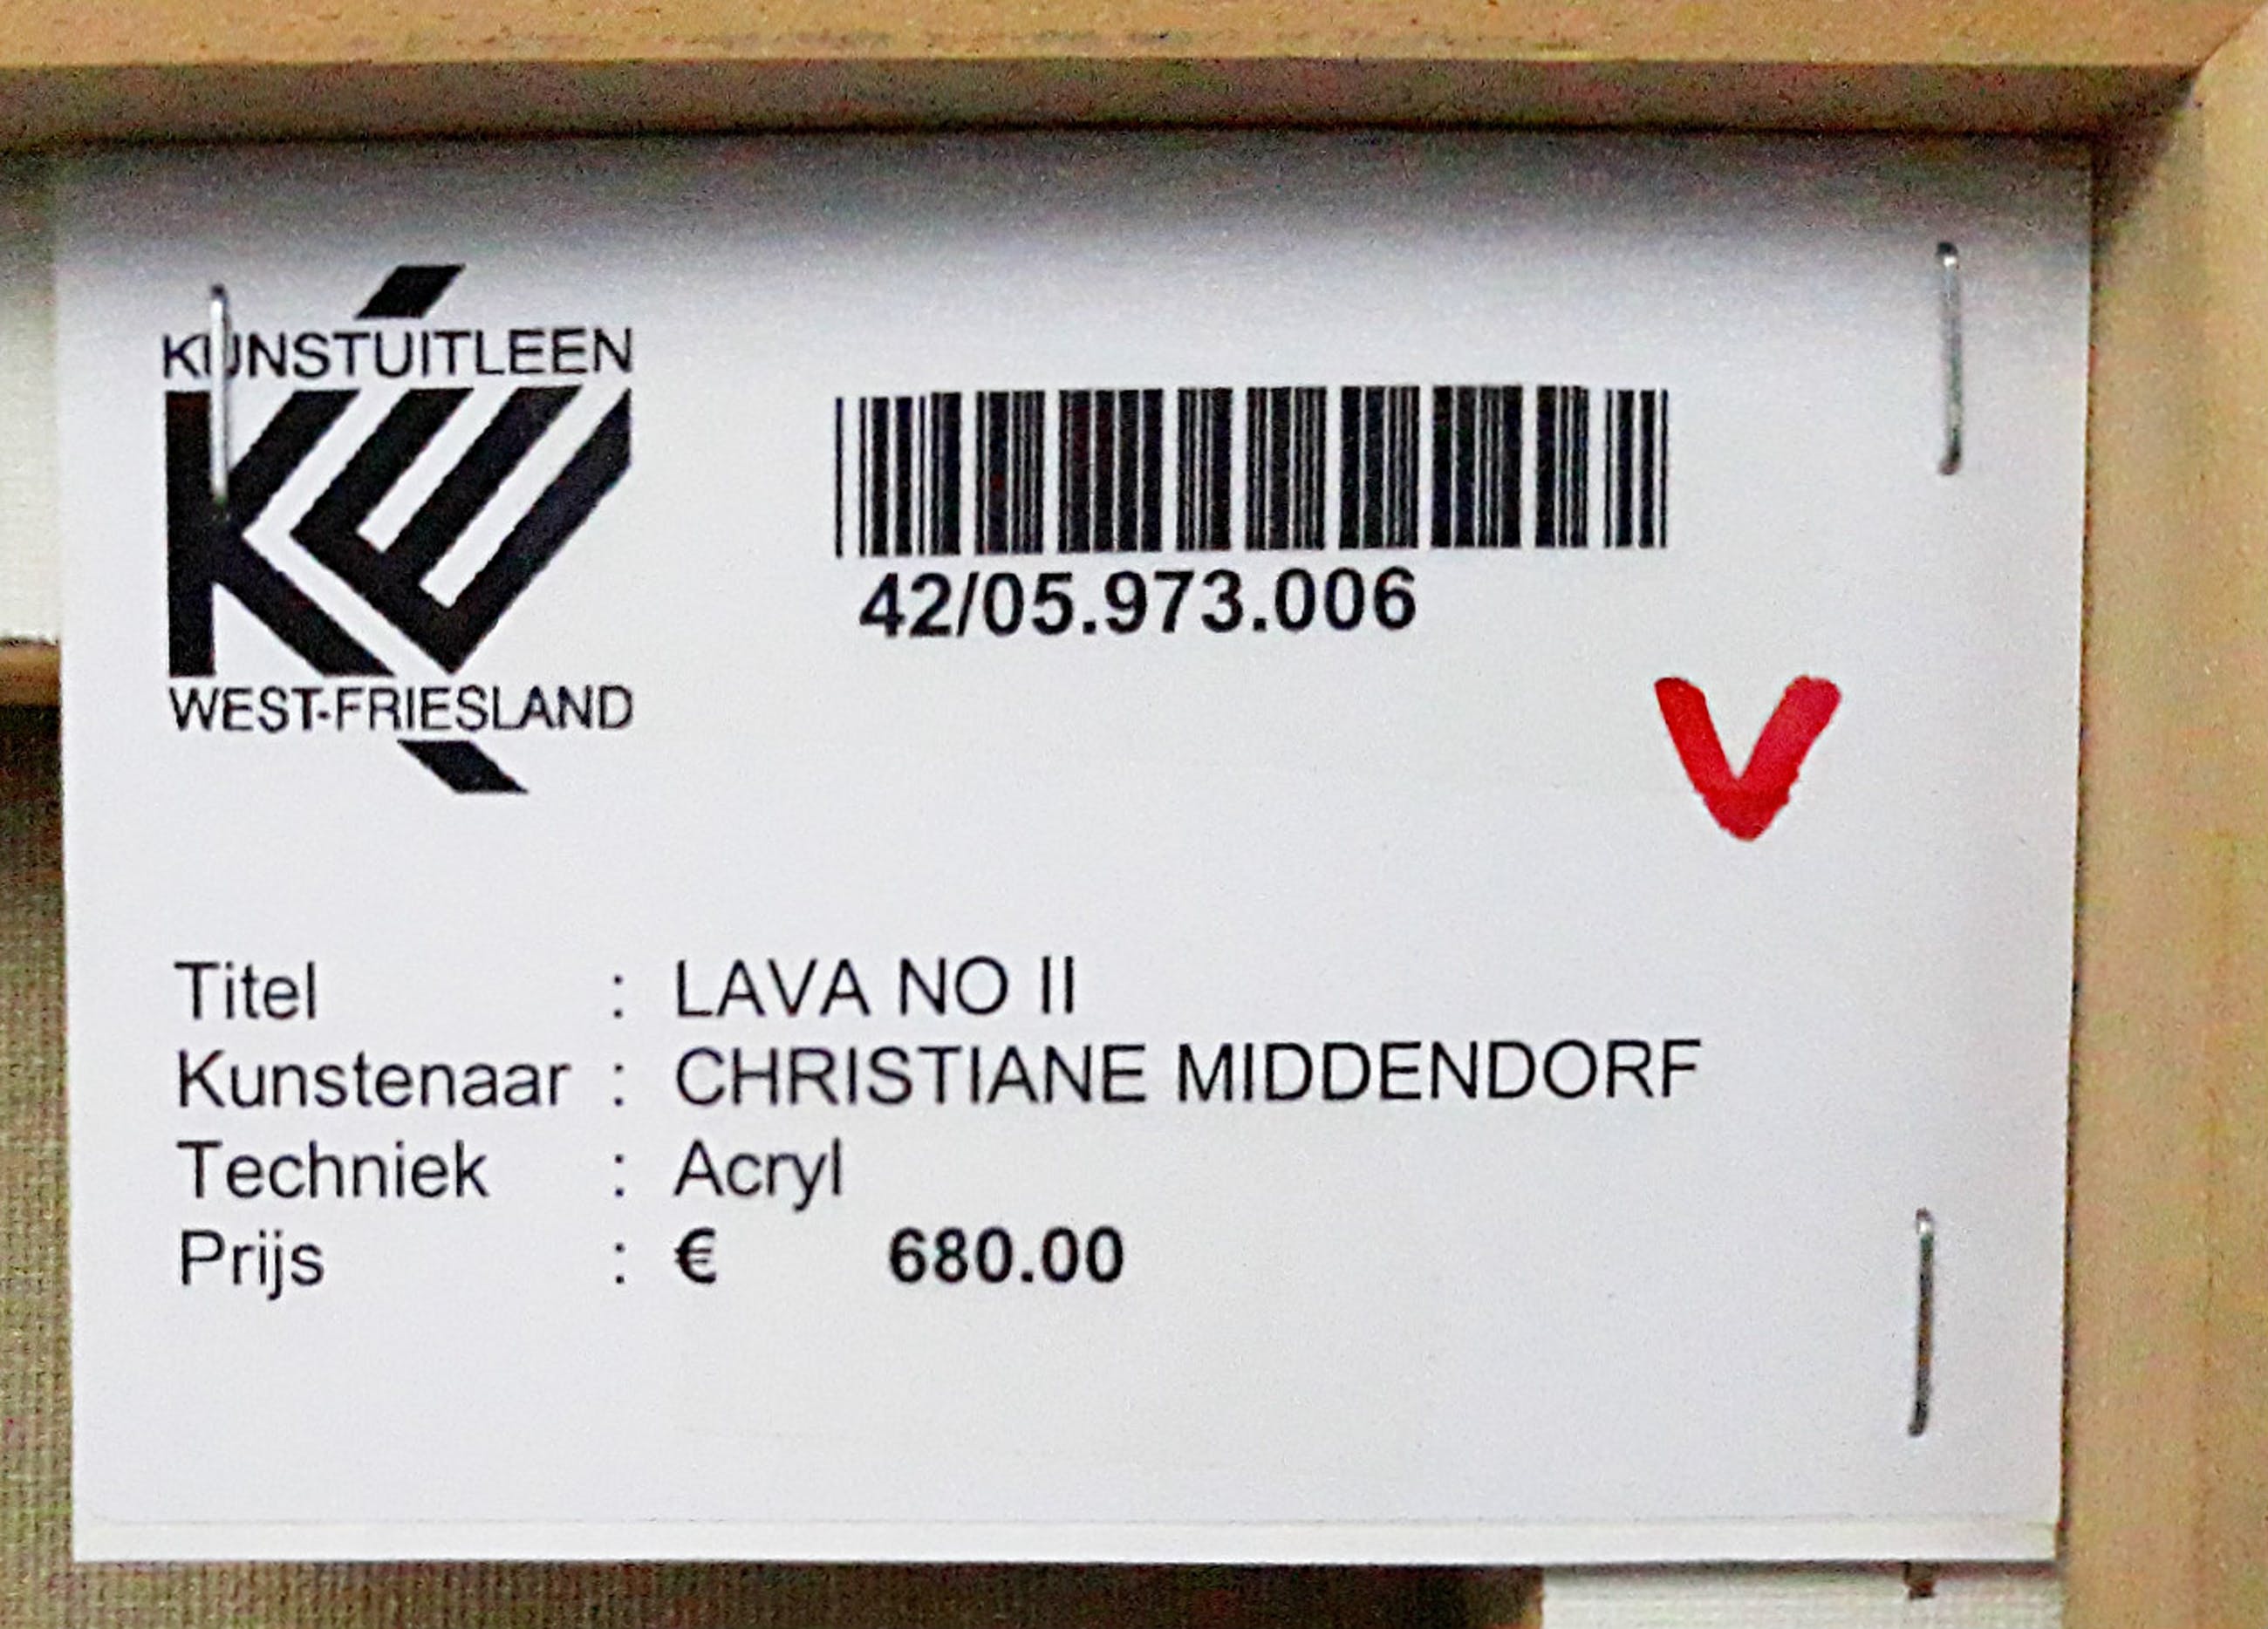 KUNSTUITLEEN
KE
WEST-FRIESLAND
42/05.973.006
V
Titel : LAVA NO II
Kunstenaar : CHRISTIANE MIDDENDORF
Techniek : Acryl
Prijs : € 680.00